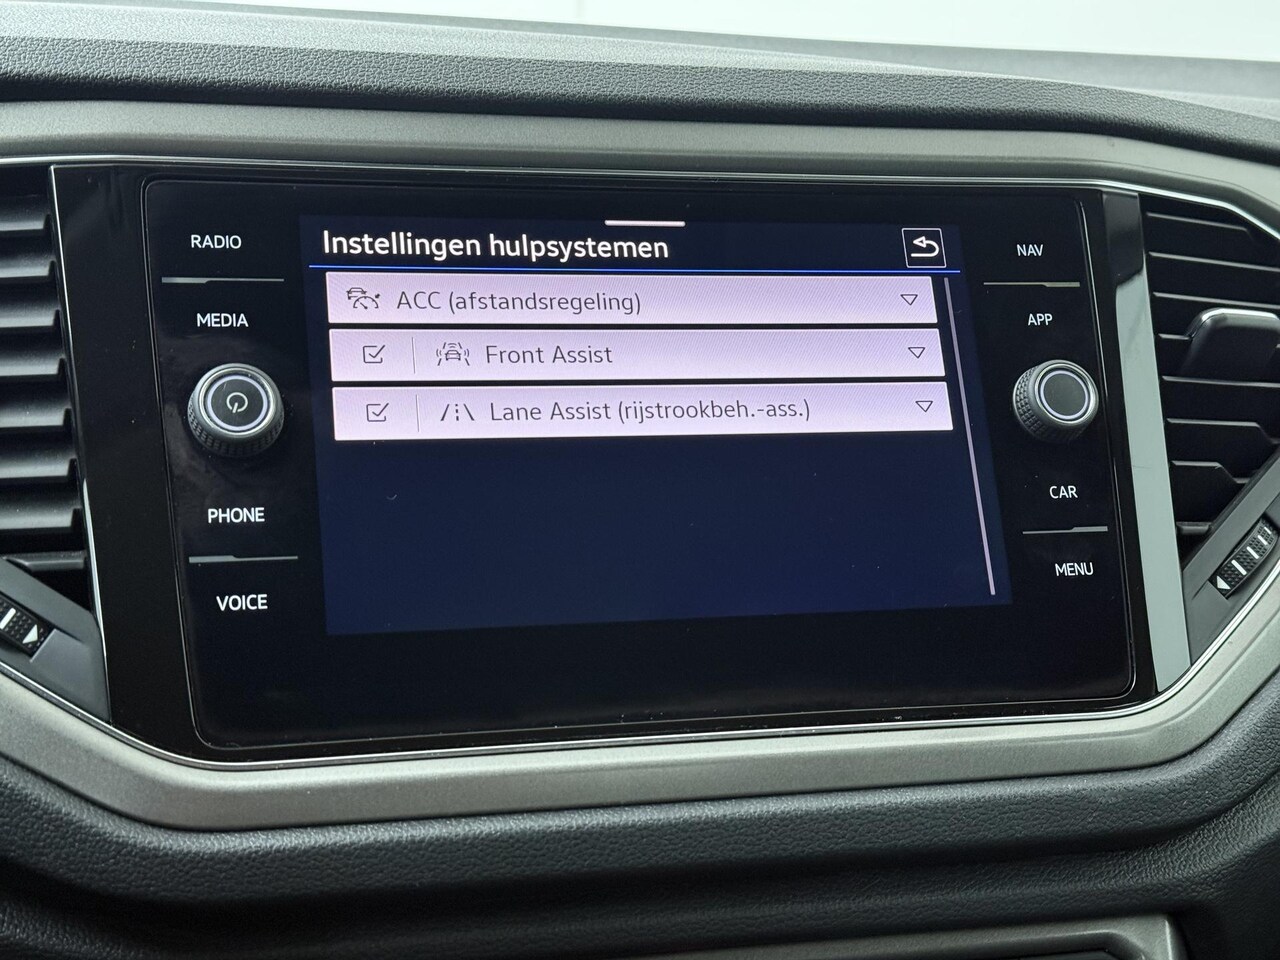 RADIO
MEDIA
PHONE
VOICE
Instellingen hulpsystemen
ACC (afstandsregeling)
Front Assist
Lane Assist (rijstrookbeh.-ass.)
NAV
APP
CAR
MENU